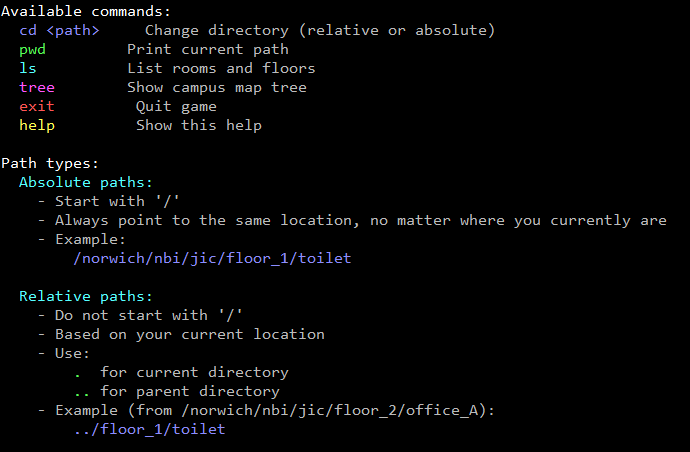 Available commands:
  cd <path>     Change directory (relative or absolute)
  pwd         Print current path
  ls          List rooms and floors
  tree        Show campus map tree
  exit         Quit game
  help         Show this help

Path types:
  Absolute paths:
    - Start with '/'
    - Always point to the same location, no matter where you currently are
    - Example:
        /norwich/nbi/jic/floor_1/toilet

  Relative paths:
    - Do not start with '/'
    - Based on your current location
    - Use:
        .  for current directory
        .. for parent directory
    - Example (from /norwich/nbi/jic/floor_2/office_A):
        ../floor_1/toilet